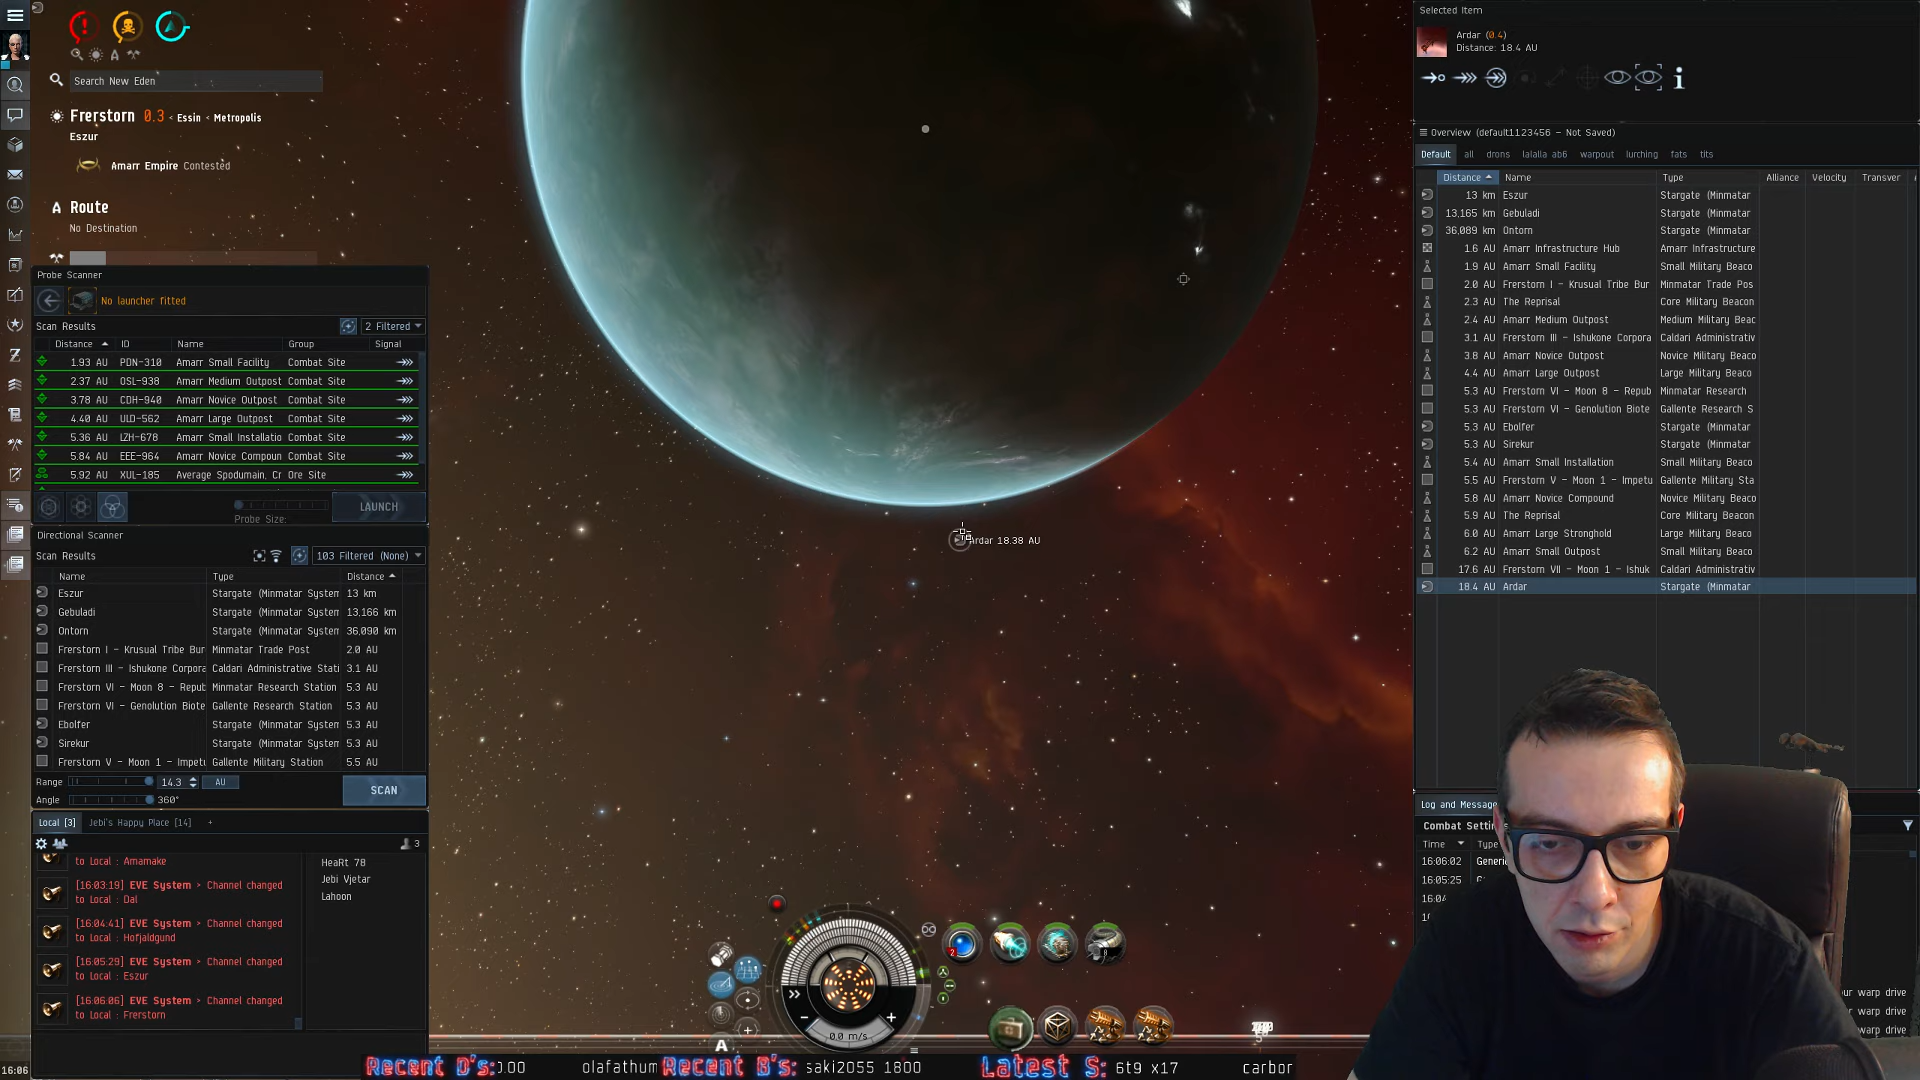 Search New Eden
Frerstorn 0.3 < Essin < Metropolis
Eszur
Amarr Empire Contested
A Route
No Destination
Probe Scanner
No launcher fitted
Scan Results
2 Filtered
Distance ID Name Group Signal
1.93 AU PDN-310 Amarr Small Facility Combat Site
2.37 AU OSL-938 Amarr Medium Outpost Combat Site
3.78 AU CDH-940 Amarr Novice Outpost Combat Site
4.40 AU ULD-562 Amarr Large Outpost Combat Site
5.36 AU LZH-678 Amarr Small Installatio Combat Site
5.84 AU EEE-964 Amarr Novice Compoun Combat Site
5.92 AU XUL-185 Average Spodumain, Cr Ore Site
Probe Size:
LAUNCH
Directional Scanner
Scan Results
103 Filtered (None)
Name Type Distance
Eszur Stargate (Minmatar System 13 km
Gebuladi Stargate (Minmatar System 13,166 km
Ontorn Stargate (Minmatar System 36,090 km
Frerstorn I - Krusual Tribe Bur Minmatar Trade Post 2.0 AU
Frerstorn III - Ishukone Corpora Caldari Administrative Stati 3.1 AU
Frerstorn VI - Moon 8 - Repub Minmatar Research Station 5.3 AU
Frerstorn VI - Genolution Biote Gallente Research Station 5.3 AU
Ebolfer Stargate (Minmatar System 5.3 AU
Sirekur Stargate (Minmatar System 5.3 AU
Frerstorn V - Moon 1 - Impetu Gallente Military Station 5.5 AU
Range 14.3 AU
Angle 360°
SCAN
Local [3] Jebi's Happy Place [14] +
3
to Local : Amamake
[16:03:19] EVE System > Channel changed
to Local : Dal
[16:04:41] EVE System > Channel changed
to Local : Hofjaldgund
[16:05:29] EVE System > Channel changed
to Local : Eszur
[16:06:06] EVE System > Channel changed
to Local : Frerstorn
HeaRt 78
Jebi Vjetar
Lahoon
16:06
Ardar 18.38 AU
0.0 m/s
A
Recent D's: 0.00 olafathum Recent B's: saki2055 1800 Latest S: 6t9 x17 carbor
Selected Item
Ardar (0.4)
Distance: 18.4 AU
Overview (default1123456 - Not Saved)
Default all drons lalalla ab6 warpout lurching fats tits
Distance Name Type Alliance Velocity Transver
13 km Eszur Stargate (Minmatar
13,165 km Gebuladi Stargate (Minmatar
36,089 km Ontorn Stargate (Minmatar
1.6 AU Amarr Infrastructure Hub Amarr Infrastructure
1.9 AU Amarr Small Facility Small Military Beaco
2.0 AU Frerstorn I - Krusual Tribe Bur Minmatar Trade Pos
2.3 AU The Reprisal Core Military Beacon
2.4 AU Amarr Medium Outpost Medium Military Beac
3.1 AU Frerstorn III - Ishukone Corpora Caldari Administrativ
3.8 AU Amarr Novice Outpost Novice Military Beaco
4.4 AU Amarr Large Outpost Large Military Beaco
5.3 AU Frerstorn VI - Moon 8 - Repub Minmatar Research
5.3 AU Frerstorn VI - Genolution Biote Gallente Research S
5.3 AU Ebolfer Stargate (Minmatar
5.3 AU Sirekur Stargate (Minmatar
5.4 AU Amarr Small Installation Small Military Beaco
5.5 AU Frerstorn V - Moon 1 - Impetu Gallente Military Sta
5.8 AU Amarr Novice Compound Novice Military Beaco
5.9 AU The Reprisal Core Military Beacon
6.0 AU Amarr Large Stronghold Large Military Beaco
6.2 AU Amarr Small Outpost Small Military Beaco
17.6 AU Frerstorn VII - Moon 1 - Ishuk Caldari Administrativ
18.4 AU Ardar Stargate (Minmatar
Log and Message
Combat Settin
Time Type
16:06:02 Generi
16:05:25
16:04
our warp drive
ur warp drive
warp drive